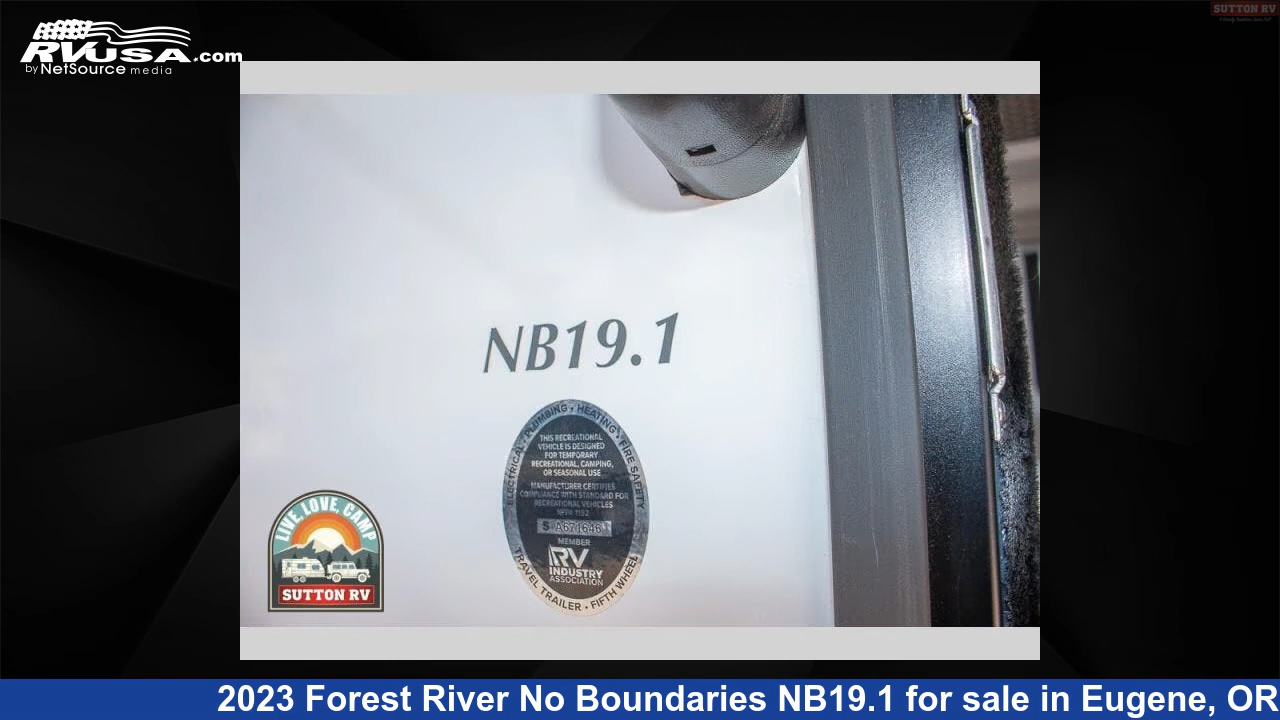 SUTTON RV
RVUSA.com
by NetSource media
NB19.1
ELECTRICAL • PLUMBING • HEATING • FIRE SAFETY
THIS RECREATIONAL
VEHICLE IS DESIGNED
FOR TEMPORARY
RECREATIONAL, CAMPING,
OR SEASONAL USE
MANUFACTURER CERTIFIES
COMPLIANCE WITH STANDARD FOR
RECREATIONAL VEHICLES
NFPA 1192
MEMBER
RV
INDUSTRY
ASSOCIATION
TRAVEL TRAILER • FIFTH WHEEL
LIVE, LOVE, CAMP
SUTTON RV
2023 Forest River No Boundaries NB19.1 for sale in Eugene, OR